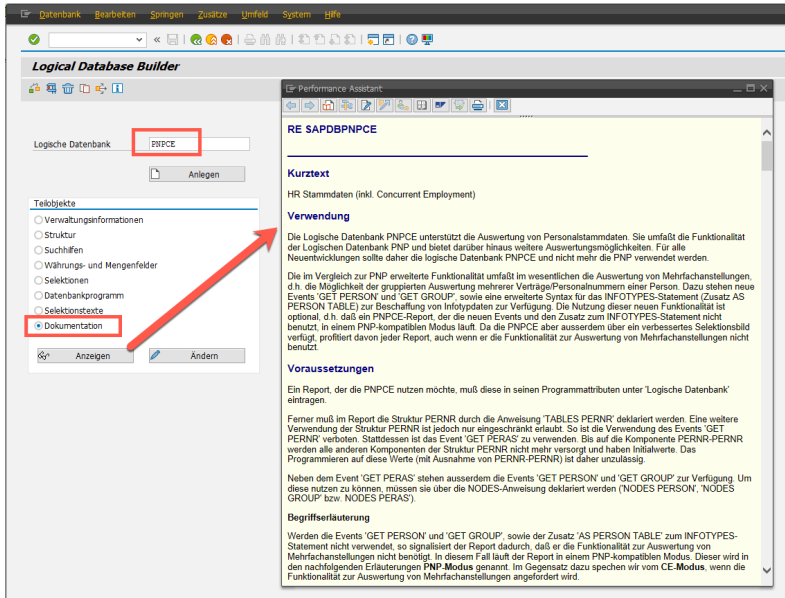 Datenbank Bearbeiten Springen Zusätze Umfeld System Hilfe
Logical Database Builder
Logische Datenbank PNPCE
Anlegen
Teilobjekte
Verwaltungsinformationen
Struktur
Suchhilfen
Währungs- und Mengenfelder
Selektionen
Datenbankprogramm
Selektionstexte
Dokumentation
Anzeigen Ändern
Performance Assistant
RE SAPDBPNPCE
Kurztext
HR Stammdaten (inkl. Concurrent Employment)
Verwendung
Die Logische Datenbank PNPCE unterstützt die Auswertung von Personalstammdaten. Sie umfaßt die Funktionalität
der Logischen Datenbank PNP und bietet darüber hinaus weitere Auswertungsmöglichkeiten. Für alle
Neuentwicklungen sollte daher die logische Datenbank PNPCE und nicht mehr die PNP verwendet werden.
Die im Vergleich zur PNP erweiterte Funktionalität umfaßt im wesentlichen die Auswertung von Mehrfachanstellungen,
d.h. die Möglichkeit der gruppierten Auswertung mehrerer Verträge/Personalnummern einer Person. Dazu stehen neue
Events 'GET PERSON' und 'GET GROUP', sowie eine erweiterte Syntax für das INFOTYPES-Statement (Zusatz AS
PERSON TABLE) zur Beschaffung von Infotypdaten zur Verfügung. Die Nutzung dieser neuen Funktionalität ist
optional, d.h. daß ein PNPCE-Report, der die neuen Events und den Zusatz zum INFOTYPES-Statement nicht
benutzt, in einem PNP-kompatiblen Modus läuft. Da die PNPCE aber ausserdem über ein verbessertes Selektionsbild
verfügt, profitiert davon jeder Report, auch wenn er die Funktionalität zur Auswertung von Mehrfachanstellungen nicht
benutzt.
Voraussetzungen
Ein Report, der die PNPCE nutzen möchte, muß diese in seinen Programmattributen unter 'Logische Datenbank'
eintragen.
Ferner muß im Report die Struktur PERNR durch die Anweisung 'TABLES PERNR' deklariert werden. Eine weitere
Verwendung der Struktur PERNR ist jedoch nur eingeschränkt erlaubt. So ist die Verwendung des Events 'GET
PERNR' verboten. Stattdessen ist das Event 'GET PERAS' zu verwenden. Bis auf die Komponente PERNR-PERNR
werden alle anderen Komponenten der Struktur PERNR nicht mehr versorgt und haben Initialwerte. Das
Programmieren auf diese Werte (mit Ausnahme von PERNR-PERNR) ist daher unzulässig.
Neben dem Event 'GET PERAS' stehen ausserdem die Events 'GET PERSON' und 'GET GROUP' zur Verfügung. Um
diese nutzen zu können, müssen sie über die NODES-Anweisung deklariert werden ('NODES PERSON', 'NODES
GROUP' bzw. NODES PERAS').
Begriffserläuterung
Werden die Events 'GET PERSON' und 'GET GROUP', sowie der Zusatz 'AS PERSON TABLE' zum INFOTYPES-
Statement nicht verwendet, so signalisiert der Report dadurch, daß er die Funktionalität zur Auswertung von
Mehrfachanstellungen nicht benötigt. In diesem Fall läuft der Report in einem PNP-kompatiblen Modus. Dieser wird in
den nachfolgenden Erläuterungen PNP-Modus genannt. Im Gegensatz dazu spechen wir vom CE-Modus, wenn die
Funktionalität zur Auswertung von Mehrfachanstellungen angefordert wird.